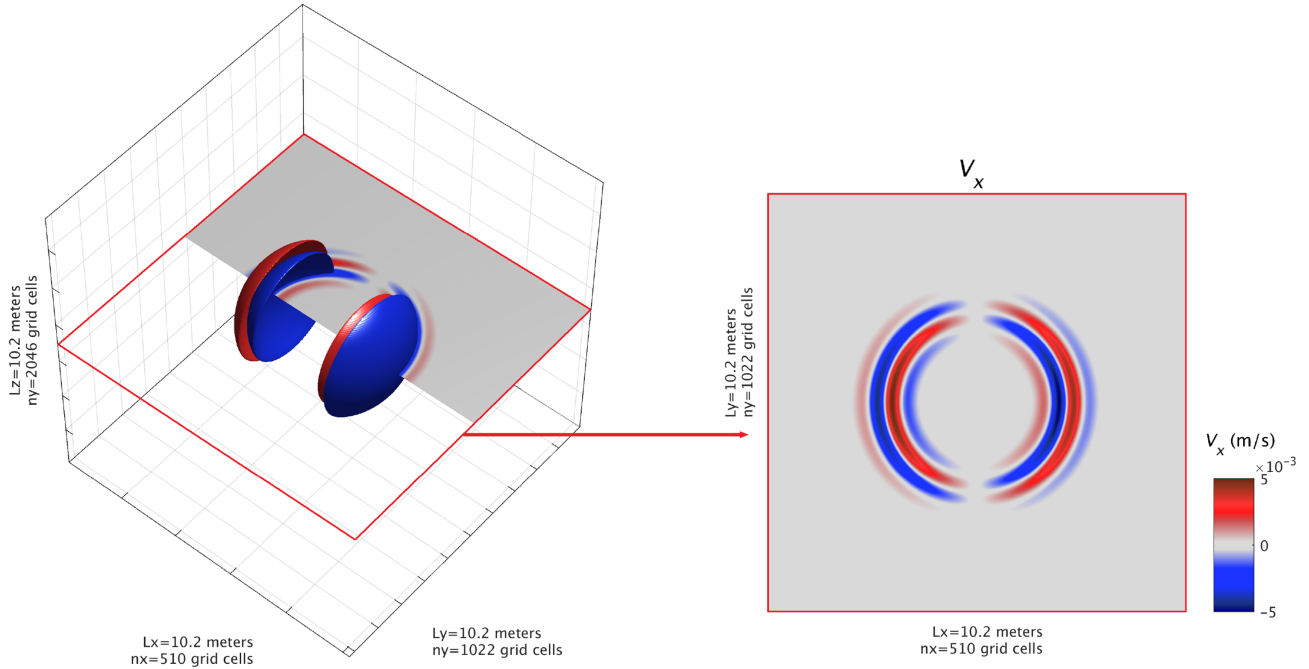 Lz=10.2 meters
ny=2046 grid cells
Lx=10.2 meters
nx=510 grid cells
Ly=10.2 meters
ny=1022 grid cells
Vx
Ly=10.2 meters
ny=1022 grid cells
Lx=10.2 meters
nx=510 grid cells
Vx (m/s)
×10⁻³
5
0
-5